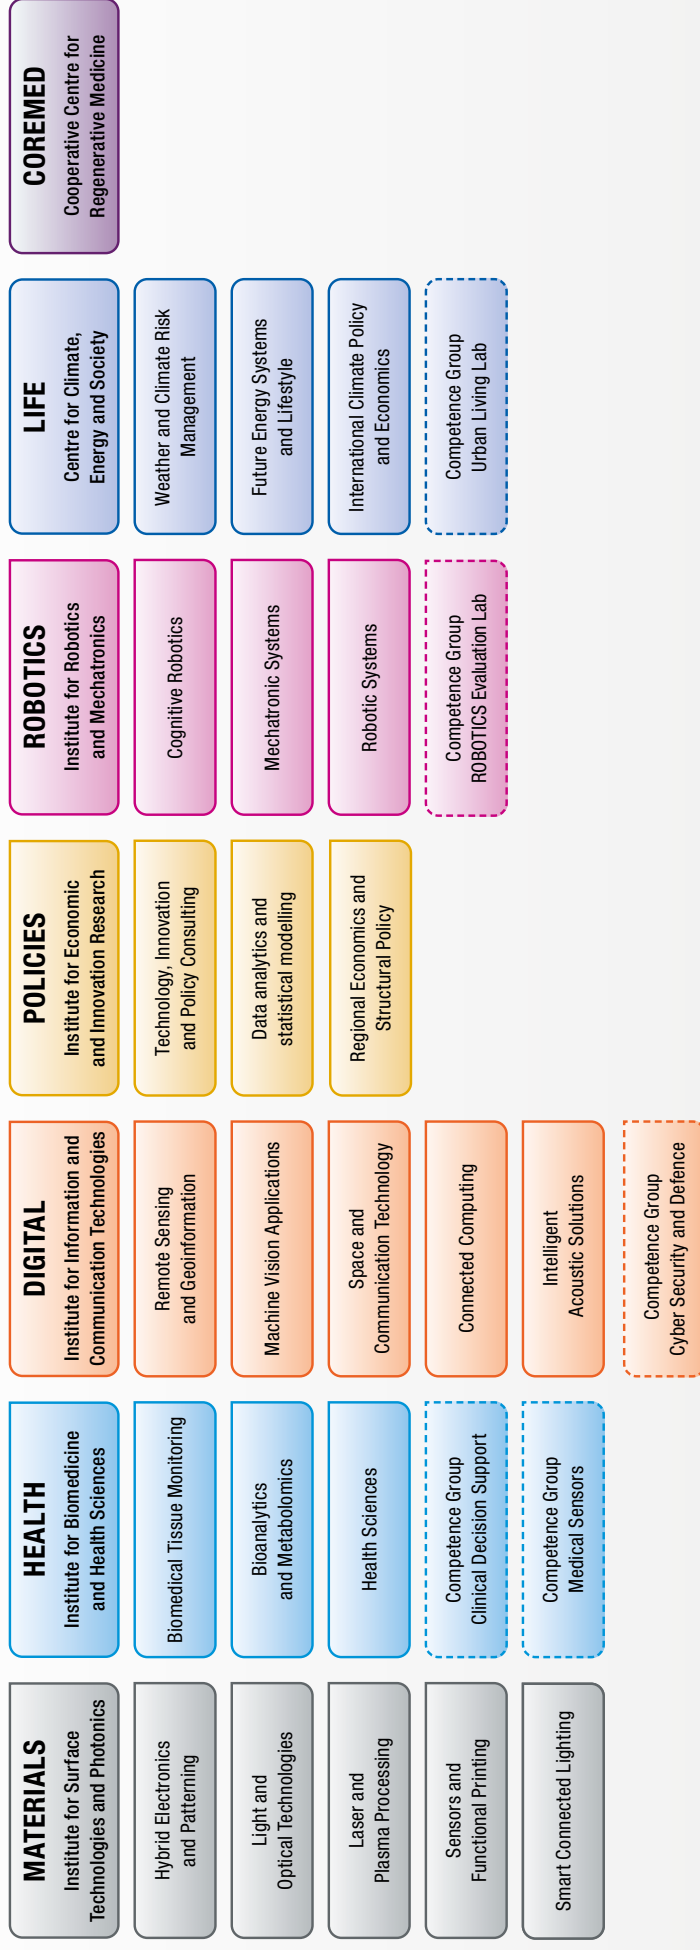 MATERIALS
Institute for Surface
Technologies and Photonics
Hybrid Electronics
and Patterning
Light and
Optical Technologies
Laser and
Plasma Processing
Sensors and
Functional Printing
Smart Connected Lighting
HEALTH
Institute for Biomedicine
and Health Sciences
Biomedical Tissue Monitoring
Bioanalytics
and Metabolomics
Health Sciences
Competence Group
Clinical Decision Support
Competence Group
Medical Sensors
DIGITAL
Institute for Information and
Communication Technologies
Remote Sensing
and Geoinformation
Machine Vision Applications
Space and
Communication Technology
Connected Computing
Intelligent
Acoustic Solutions
Competence Group
Cyber Security and Defence
POLICIES
Institute for Economic
and Innovation Research
Technology, Innovation
and Policy Consulting
Data analytics and
statistical modelling
Regional Economics and
Structural Policy
ROBOTICS
Institute for Robotics
and Mechatronics
Cognitive Robotics
Mechatronic Systems
Robotic Systems
Competence Group
ROBOTICS Evaluation Lab
LIFE
Centre for Climate,
Energy and Society
Weather and Climate Risk
Management
Future Energy Systems
and Lifestyle
International Climate Policy
and Economics
Competence Group
Urban Living Lab
COREMED
Cooperative Centre for
Regenerative Medicine